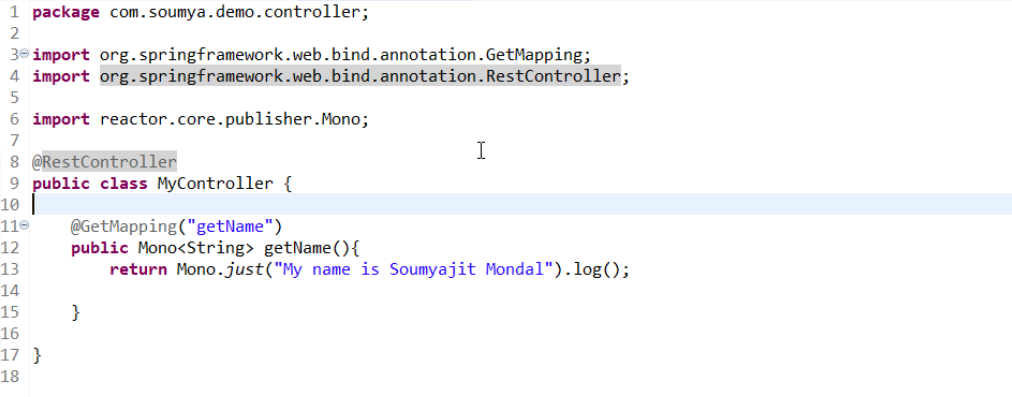 1 package com.soumya.demo.controller;
2
3 import org.springframework.web.bind.annotation.GetMapping;
4 import org.springframework.web.bind.annotation.RestController;
5
6 import reactor.core.publisher.Mono;
7
8 @RestController
9 public class MyController {
10
11 @GetMapping("getName")
12 public Mono<String> getName(){
13 return Mono.just("My name is Soumyajit Mondal").log();
14
15 }
16
17 }
18